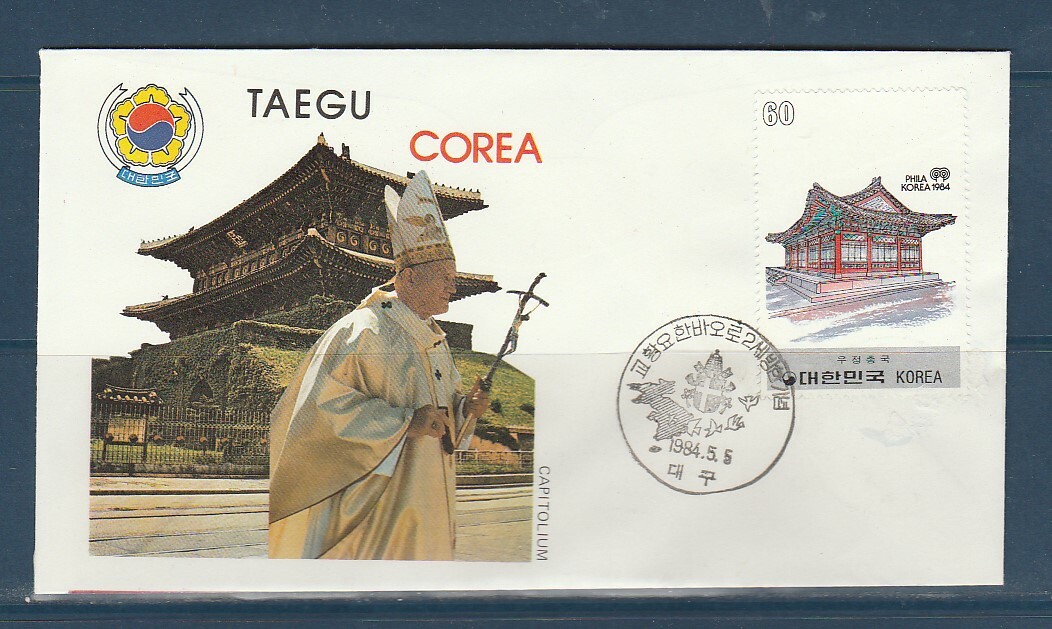 TAEGU
COREA
대한민국
CAPITOLIUM
60
PHILA
KOREA 1984
우정총국
대한민국 KOREA
교황요한바오로2세방한기념
1984.5.5
대구